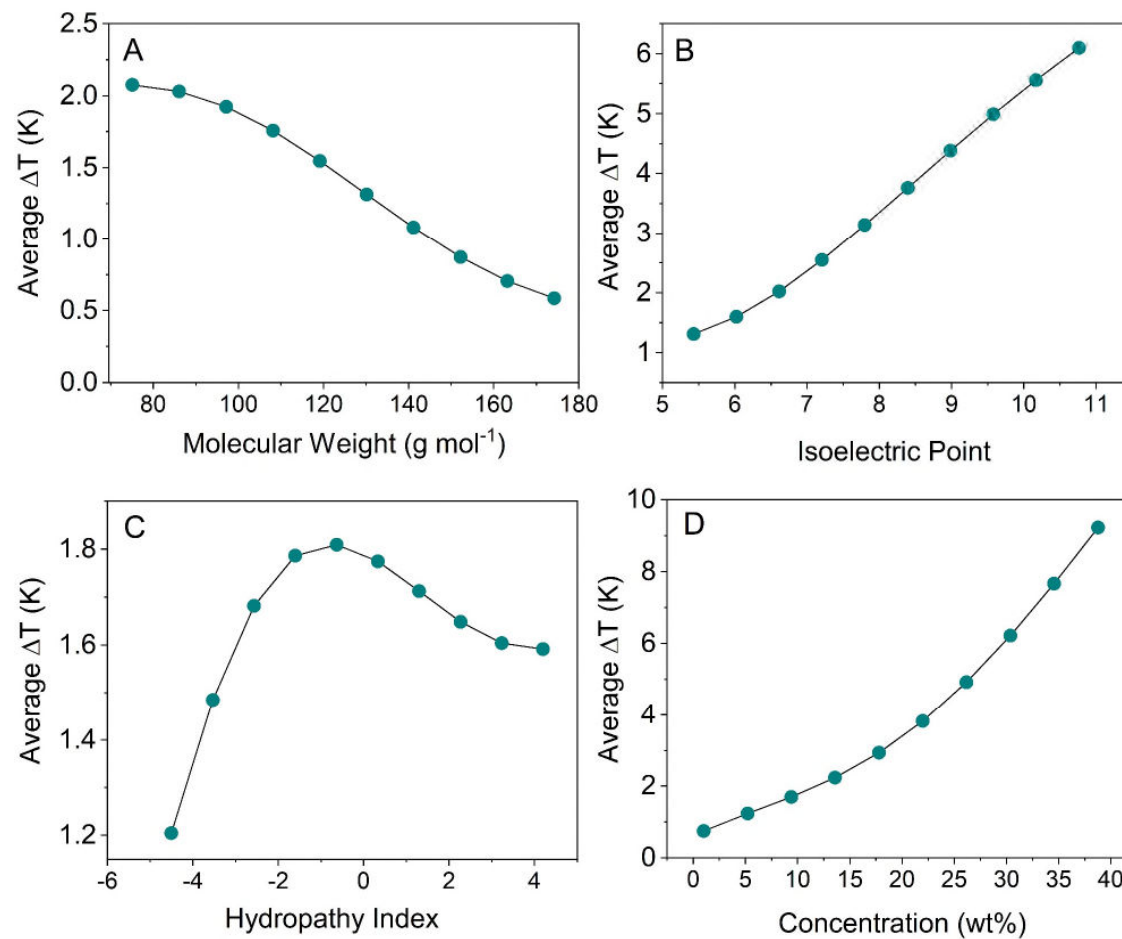 A
Average ΔT (K)
2.5
2.0
1.5
1.0
0.5
0.0
80 100 120 140 160 180
Molecular Weight (g mol⁻¹)
B
Average ΔT (K)
6
5
4
3
2
1
5 6 7 8 9 10 11
Isoelectric Point
C
Average ΔT (K)
1.8
1.6
1.4
1.2
-6 -4 -2 0 2 4
Hydropathy Index
D
Average ΔT (K)
10
8
6
4
2
0
0 5 10 15 20 25 30 35 40
Concentration (wt%)